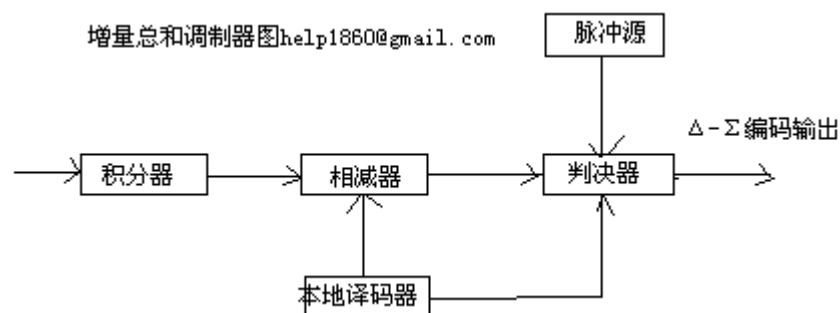 增量总和调制器图help1860@gmail.com
脉冲源
Δ-Σ编码输出
积分器
相减器
判决器
本地译码器